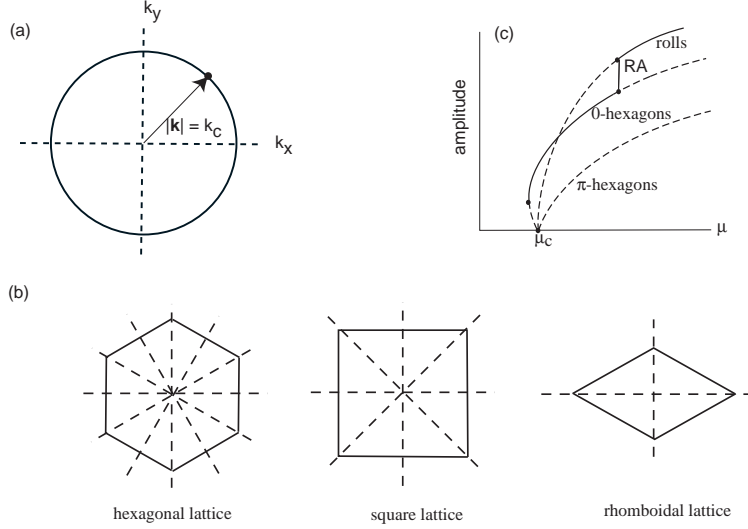 (a)
k_y
|k| = k_c
k_x
(c)
amplitude
rolls
RA
0-hexagons
π-hexagons
μ_c
μ
(b)
hexagonal lattice
square lattice
rhomboidal lattice